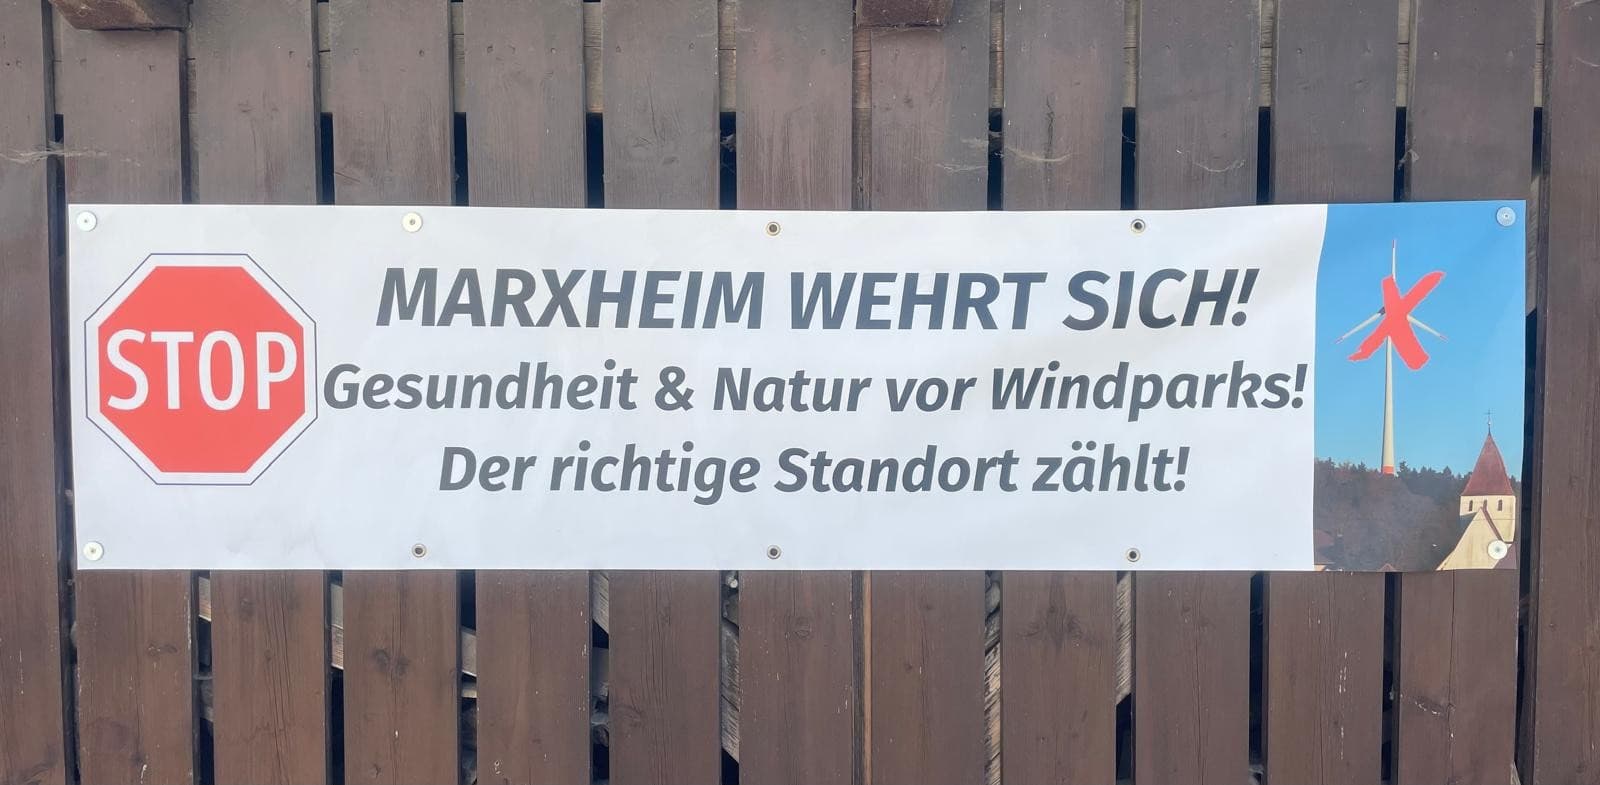 STOP
MARXHEIM WEHRT SICH!
Gesundheit & Natur vor Windparks!
Der richtige Standort zählt!